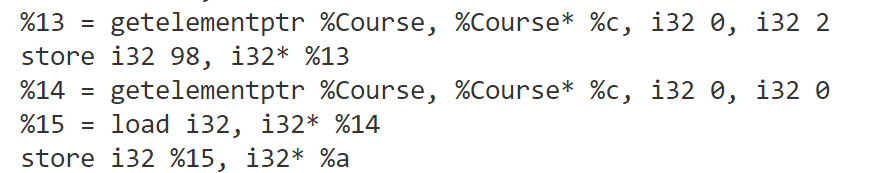 %13 = getelementptr %Course, %Course* %c, i32 0, i32 2
store i32 98, i32* %13
%14 = getelementptr %Course, %Course* %c, i32 0, i32 0
%15 = load i32, i32* %14
store i32 %15, i32* %a